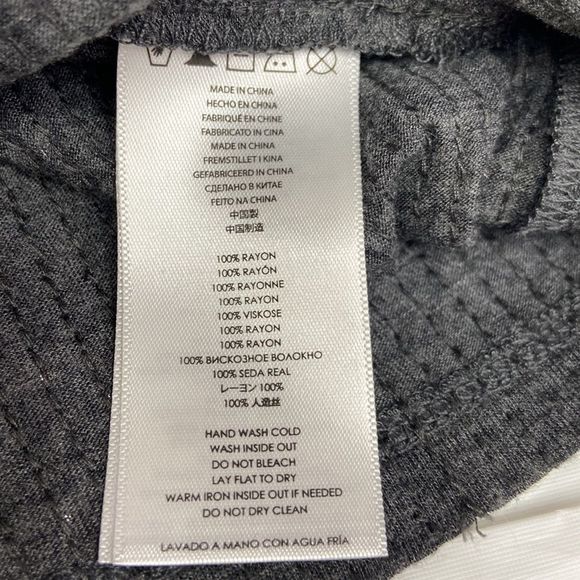 MADE IN CHINA
HECHO EN CHINA
FABRIQUÉ EN CHINE
FABBRICATO IN CINA
MADE IN CHINA
FREMSTILLET I KINA
GEFABRICEERD IN CHINA
СДЕЛАНО В КИТАЕ
FEITO NA CHINA
中国製
中国制造
100% RAYON
100% RAYÓN
100% RAYONNE
100% RAYON
100% VISKOSE
100% RAYON
100% RAYON
100% ВИСКОЗНОЕ ВОЛОКНО
100% SEDA REAL
レーヨン 100%
100% 人造丝
HAND WASH COLD
WASH INSIDE OUT
DO NOT BLEACH
LAY FLAT TO DRY
WARM IRON INSIDE OUT IF NEEDED
DO NOT DRY CLEAN
LAVADO A MANO CON AGUA FRÍA